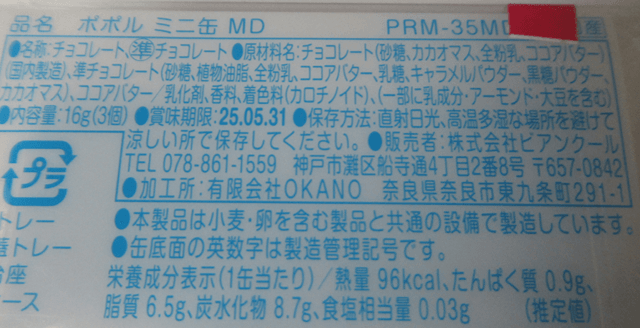 品名 ポポル ミニ缶 MD PRM-35MD 産
●名称:チョコレート、準チョコレート ●原材料名:チョコレート(砂糖、カカオマス、全粉乳、ココアバター)
(国内製造)、準チョコレート(砂糖、植物油脂、全粉乳、ココアバター、乳糖、キャラメルパウダー、黒糖パウダー、
カカオマス)、ココアバター/乳化剤、香料、着色料(カロチノイド)、(一部に乳成分・アーモンド・大豆を含む)
●内容量:16g(3個) ●賞味期限:25.05.31 ●保存方法:直射日光、高温多湿な場所を避けて
涼しい所で保存してください。 ●販売者:株式会社ビアンクール
TEL 078-861-1559 神戸市灘区船寺通4丁目2番8号 〒657-0842
●加工所:有限会社OKANO 奈良県奈良市東九条町291-1
プラ
トレー ●本製品は小麦・卵を含む製品と共通の設備で製造しています。
トレー ●缶底面の英数字は製造管理記号です。
台座 栄養成分表示(1缶当たり)/熱量 96kcal、たんぱく質 0.9g、
ース 脂質 6.5g、炭水化物 8.7g、食塩相当量 0.03g (推定値)